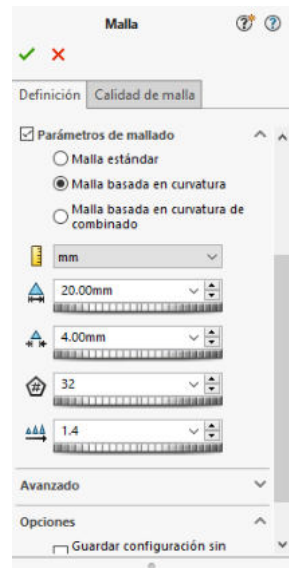 Malla
Definición
Calidad de malla
Parámetros de mallado
Malla estándar
Malla basada en curvatura
Malla basada en curvatura de
combinado
mm
20.00mm
4.00mm
#
32
1.4
Avanzado
Opciones
Guardar configuración sin